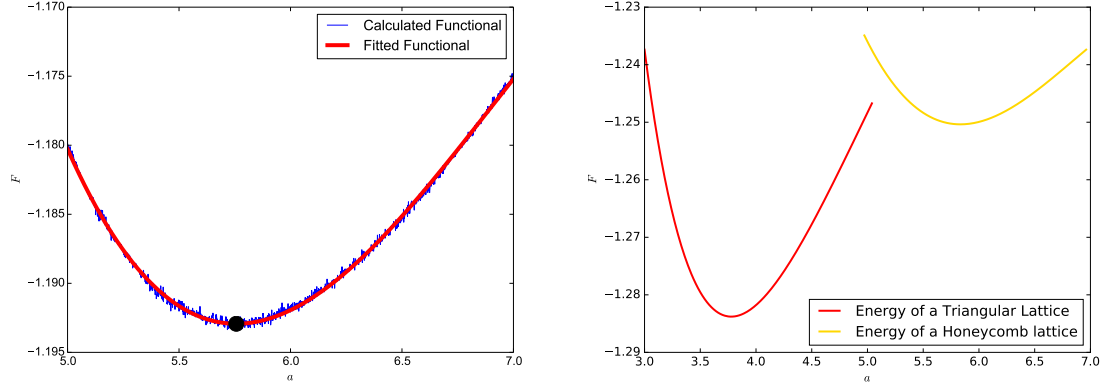 −1.170
−1.175
−1.180
−1.185
−1.190
−1.195
F
5.0 5.5 6.0 6.5 7.0
a
Calculated Functional
Fitted Functional
−1.23
−1.24
−1.25
−1.26
−1.27
−1.28
−1.29
F
3.0 3.5 4.0 4.5 5.0 5.5 6.0 6.5 7.0
a
Energy of a Triangular Lattice
Energy of a Honeycomb lattice